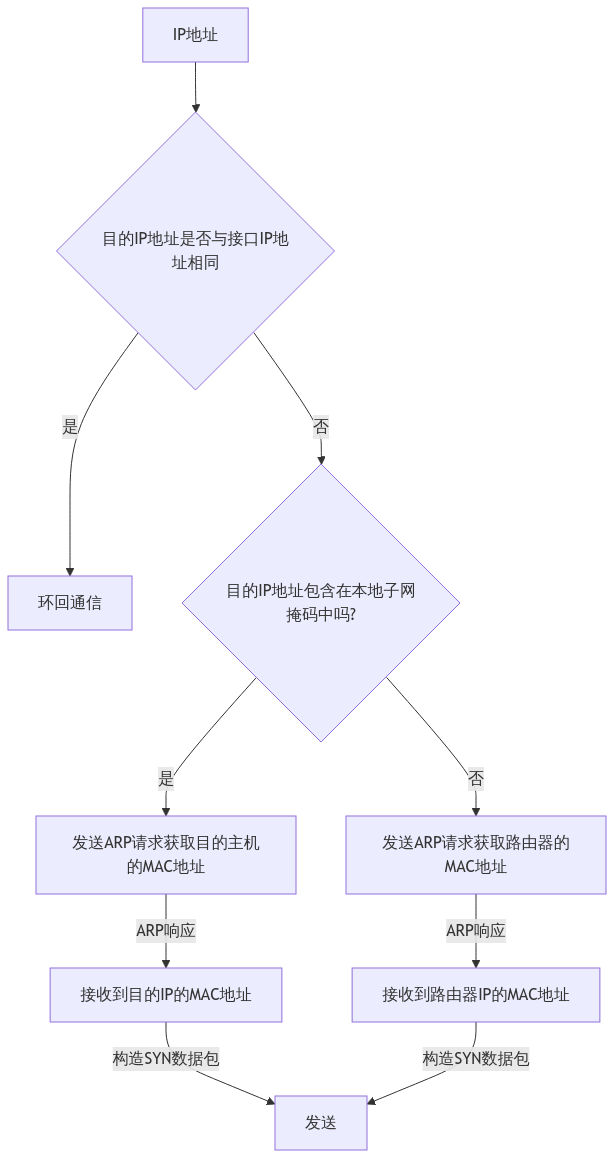 IP地址
目的IP地址是否与接口IP地
址相同
是
否
环回通信
目的IP地址包含在本地子网
掩码中吗?
是
否
发送ARP请求获取目的主机
的MAC地址
发送ARP请求获取路由器的
MAC地址
ARP响应
ARP响应
接收到目的IP的MAC地址
接收到路由器IP的MAC地址
构造SYN数据包
构造SYN数据包
发送